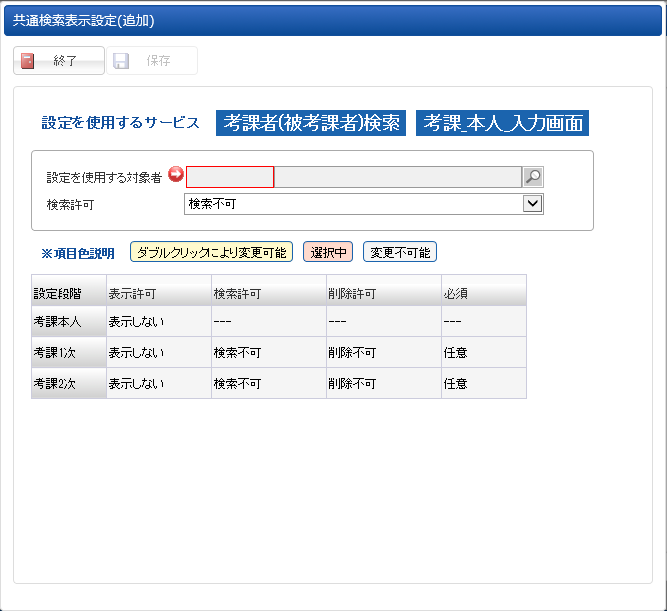 共通検索表示設定(追加)
終了 保存
設定を使用するサービス 考課者(被考課者)検索 考課_本人_入力画面
設定を使用する対象者
検索許可 検索不可
※項目色説明 ダブルクリックにより変更可能 選択中 変更不可能
設定段階 表示許可 検索許可 削除許可 必須
考課本人 表示しない --- --- ---
考課1次 表示しない 検索不可 削除不可 任意
考課2次 表示しない 検索不可 削除不可 任意